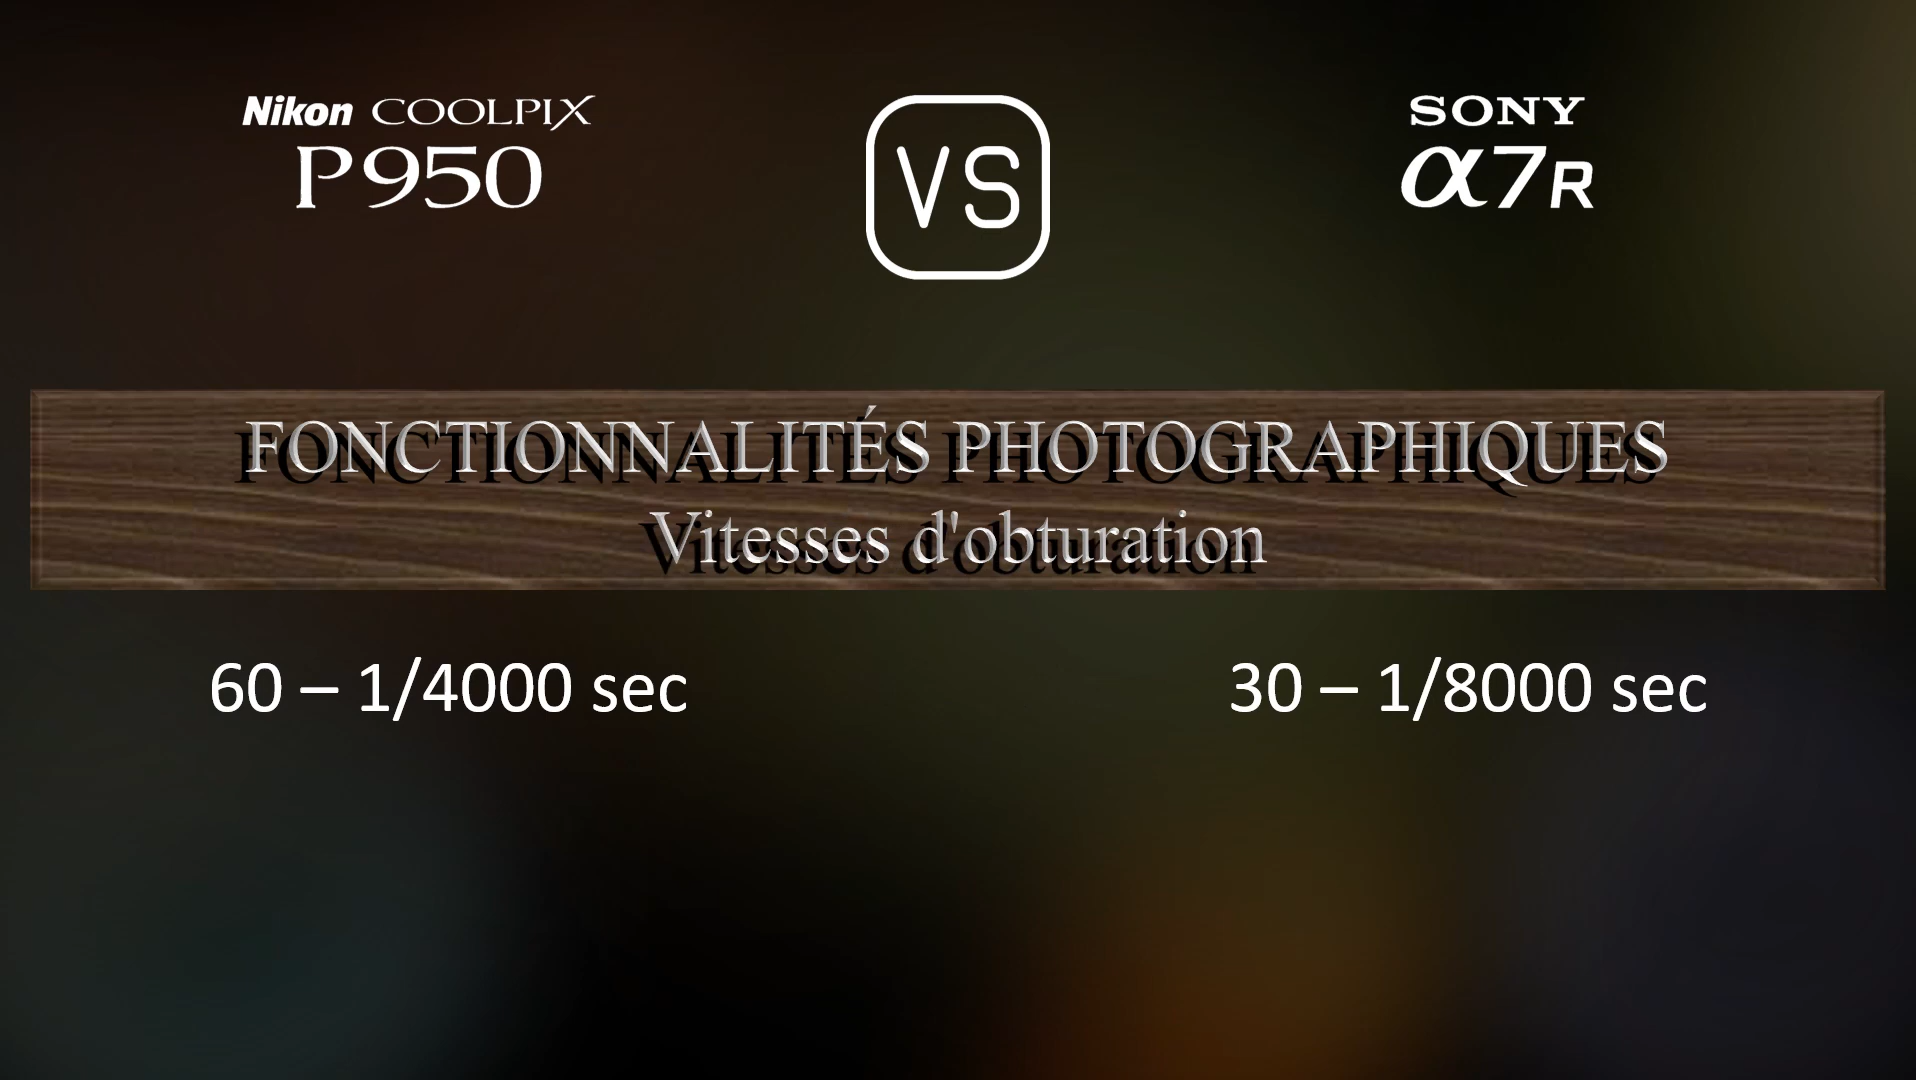 Nikon COOLPIX
P950
VS
SONY
α7R
FONCTIONNALITÉS PHOTOGRAPHIQUES
Vitesses d'obturation
60 – 1/4000 sec
30 – 1/8000 sec